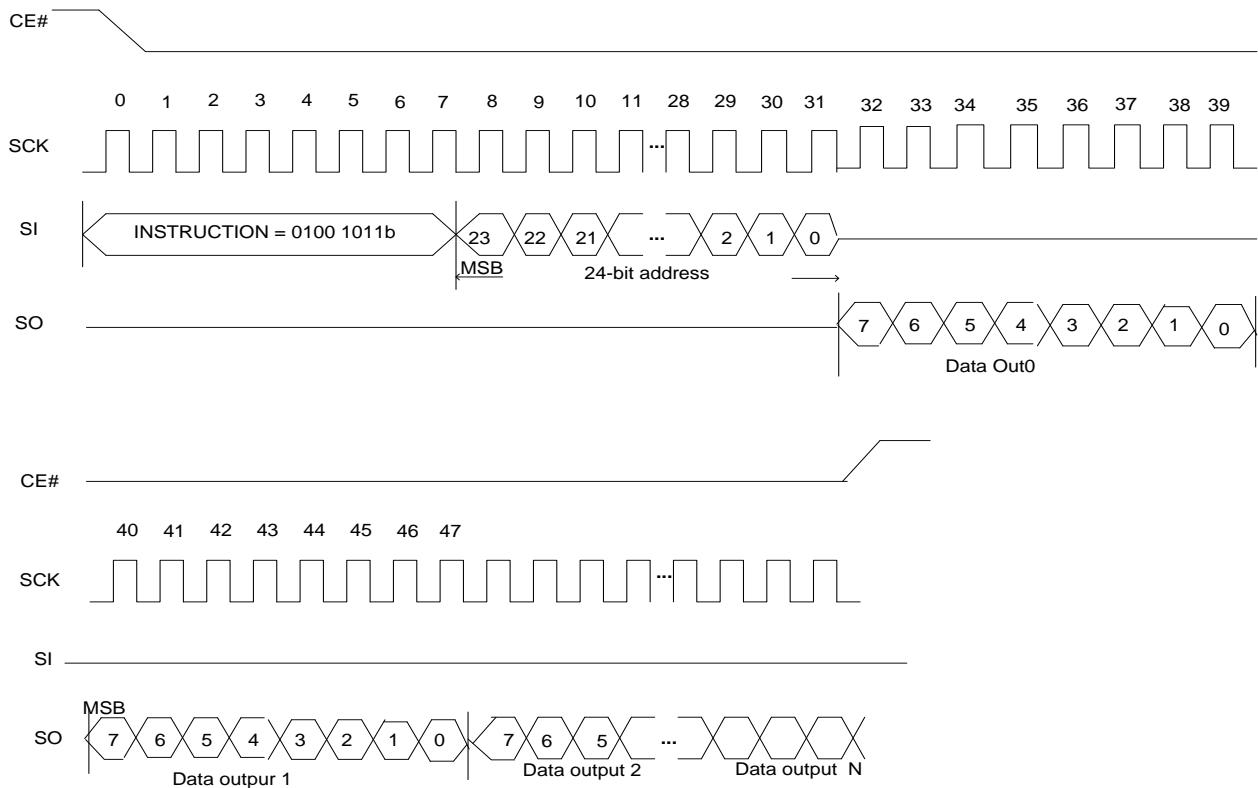 CE#
0 1 2 3 4 5 6 7 8 9 10 11 28 29 30 31 32 33 34 35 36 37 38 39
SCK ...
SI INSTRUCTION = 0100 1011b 23 22 21 ... 2 1 0
MSB 24-bit address
SO 7 6 5 4 3 2 1 0
Data Out0
CE#
40 41 42 43 44 45 46 47
SCK ...
SI
MSB
SO 7 6 5 4 3 2 1 0 7 6 5 ...
Data outpur 1 Data output 2 Data output N